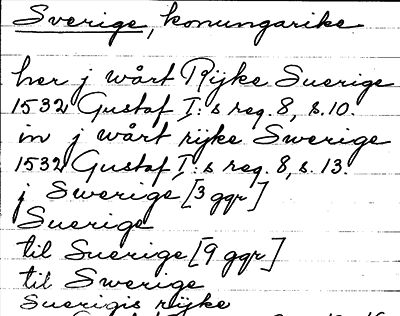 Sverige, konungarike
her j wårt Rijke Suerige
1532 Gustaf I:s reg. 8, s. 10.
in j wårt rijke Swerige
1532 Gustaf I:s reg. 8, s. 13.
j Swerige [3 ggr]
Suerige
til Suerige [9 ggr]
til Swerige
Suerigis rijke